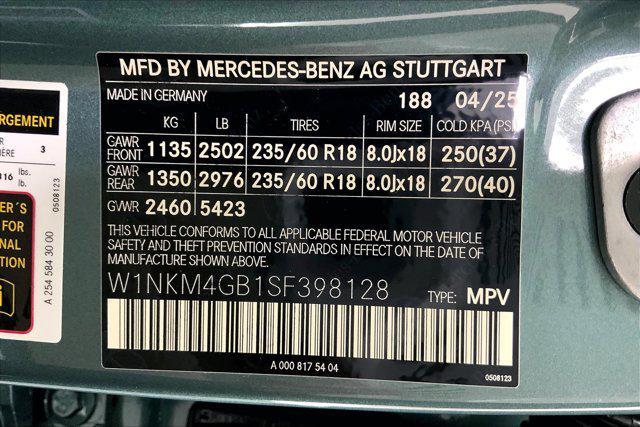 MFD BY MERCEDES-BENZ AG STUTTGART
MADE IN GERMANY 188 04/25
KG LB TIRES RIM SIZE COLD KPA (PSI)
GAWR FRONT 1135 2502 235/60 R18 8.0Jx18 250(37)
GAWR REAR 1350 2976 235/60 R18 8.0Jx18 270(40)
GVWR 2460 5423
THIS VEHICLE CONFORMS TO ALL APPLICABLE FEDERAL MOTOR VEHICLE
SAFETY AND THEFT PREVENTION STANDARDS IN EFFECT ON THE DATE OF
MANUFACTURE SHOWN ABOVE.
W1NKM4GB1SF398128 TYPE: MPV
A 000 817 54 04
0508123
3
lbs.
lb.
0508123
A 254 584 30 00